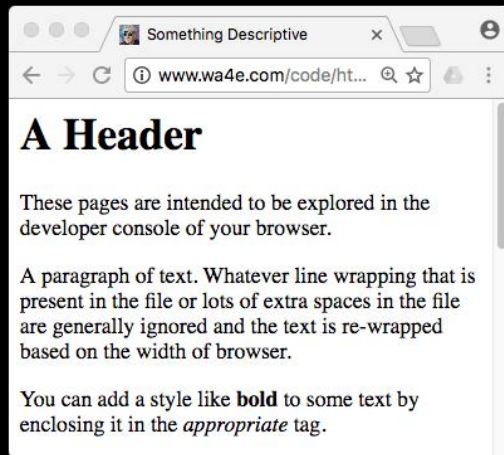 Something Descriptive
www.wa4e.com/code/ht...
A Header
These pages are intended to be explored in the
developer console of your browser.
A paragraph of text. Whatever line wrapping that is
present in the file or lots of extra spaces in the file
are generally ignored and the text is re-wrapped
based on the width of browser.
You can add a style like bold to some text by
enclosing it in the appropriate tag.